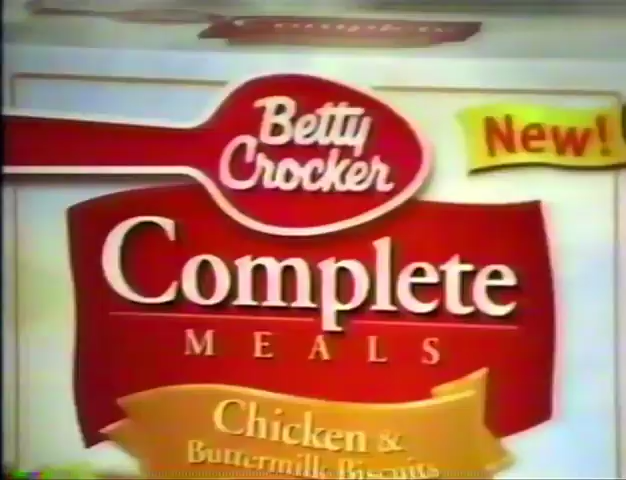 Betty
Crocker
New!
Complete
MEALS
Chicken &
Buttermilk Biscuits